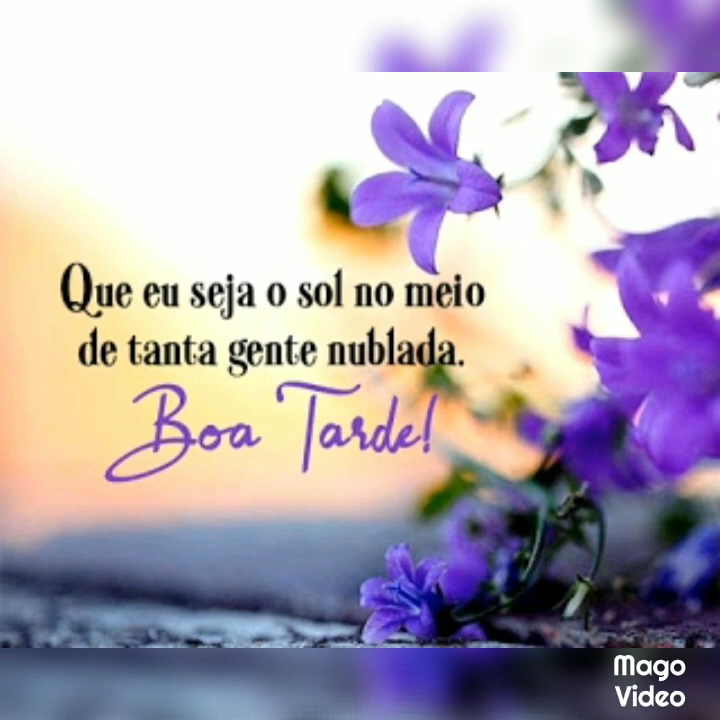 Que eu seja o sol no meio
de tanta gente nublada.
Boa Tarde!
Mago
Video